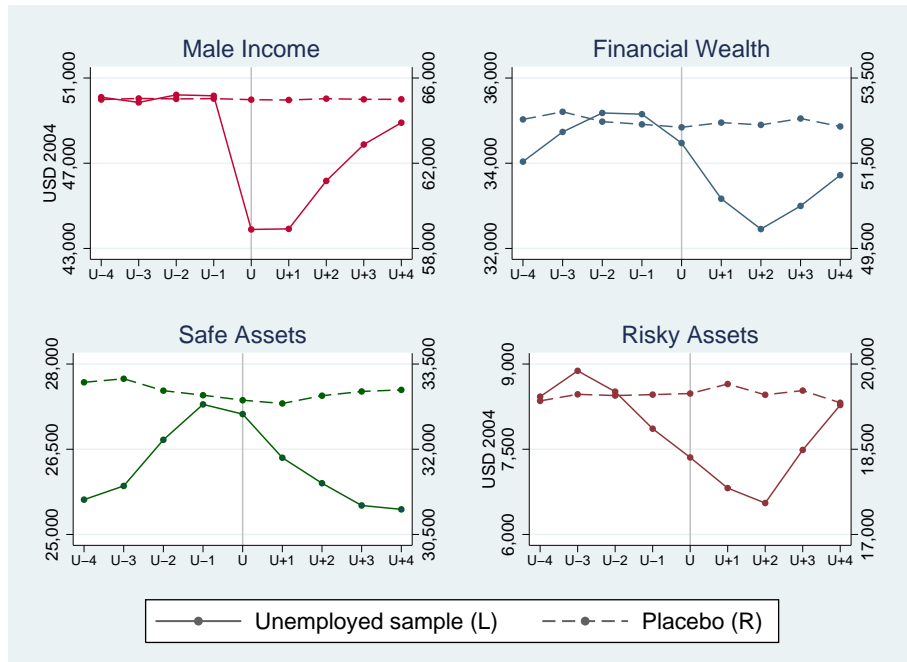 Male Income
USD 2004
51,000
47,000
43,000
66,000
62,000
58,000
U−4 U−3 U−2 U−1 U U+1 U+2 U+3 U+4
Financial Wealth
36,000
34,000
32,000
53,500
51,500
49,500
U−4 U−3 U−2 U−1 U U+1 U+2 U+3 U+4
Safe Assets
28,000
26,500
25,000
33,500
32,000
30,500
U−4 U−3 U−2 U−1 U U+1 U+2 U+3 U+4
Risky Assets
USD 2004
9,000
7,500
6,000
20,000
18,500
17,000
U−4 U−3 U−2 U−1 U U+1 U+2 U+3 U+4
Unemployed sample (L) Placebo (R)